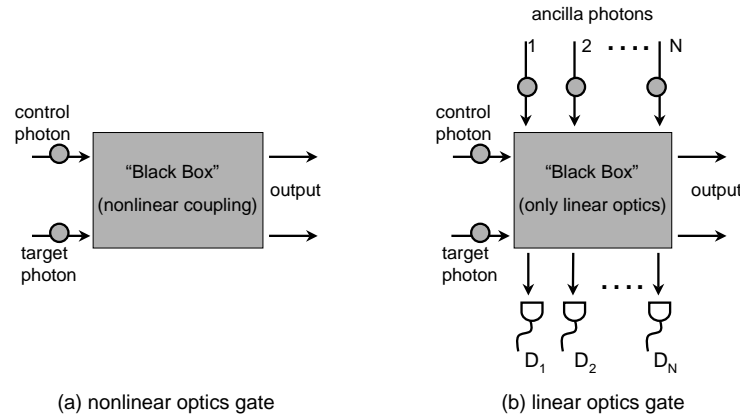 ancilla photons
1 2 . . . . N
control
photon
"Black Box"
(nonlinear coupling)
output
target
photon
control
photon
“Black Box”
(only linear optics)
output
target
photon
. . . .
D1 D2 DN
(a) nonlinear optics gate
(b) linear optics gate